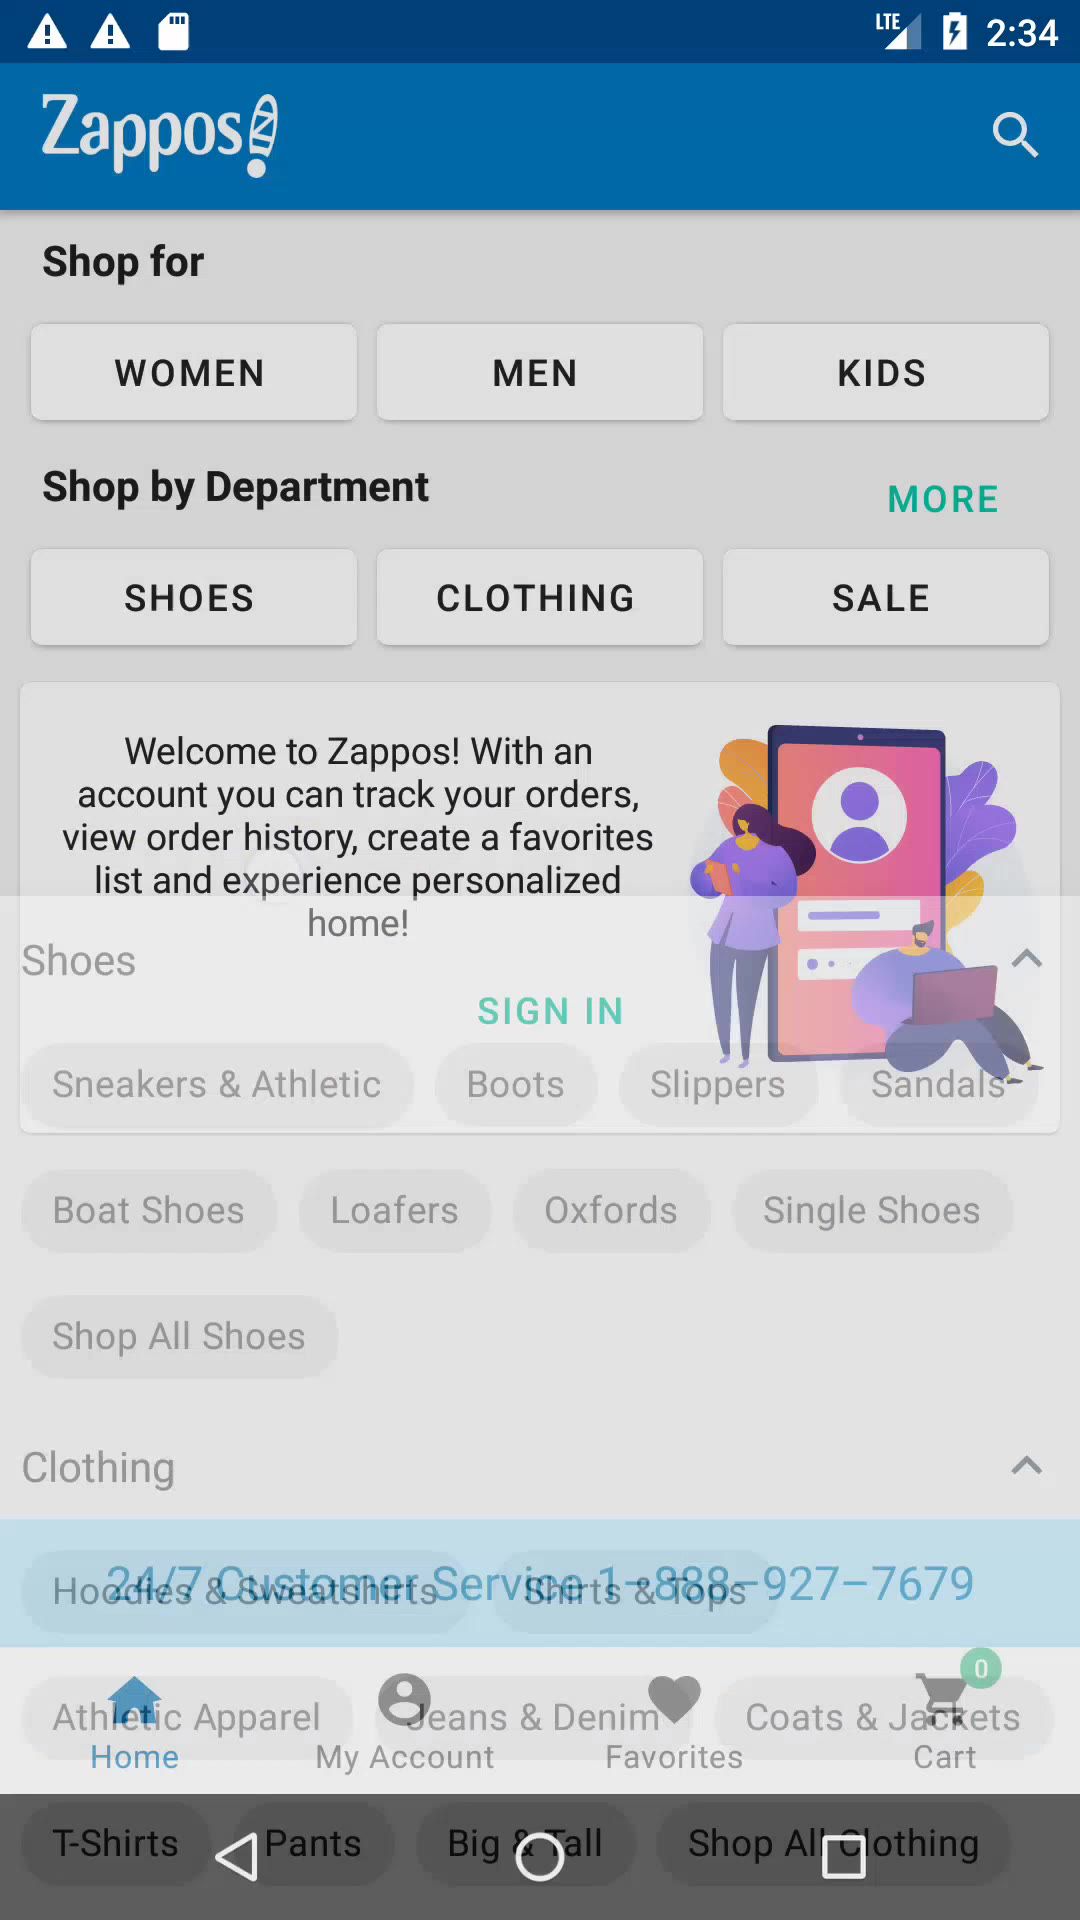 LTE 2:34
Zappos
Shop for
WOMEN MEN KIDS
Shop by Department MORE
SHOES CLOTHING SALE
Welcome to Zappos! With an
account you can track your orders,
view order history, create a favorites
list and experience personalized
home!
Shoes
SIGN IN
Sneakers & Athletic Boots Slippers Sandals
Boat Shoes Loafers Oxfords Single Shoes
Shop All Shoes
Clothing
24/7 Customer Service 1-888-927-7679
Hoodies & Sweatshirts Shirts & Tops
0
Athletic Apparel Jeans & Denim Coats & Jackets
Home My Account Favorites Cart
T-Shirts Pants Big & Tall Shop All Clothing